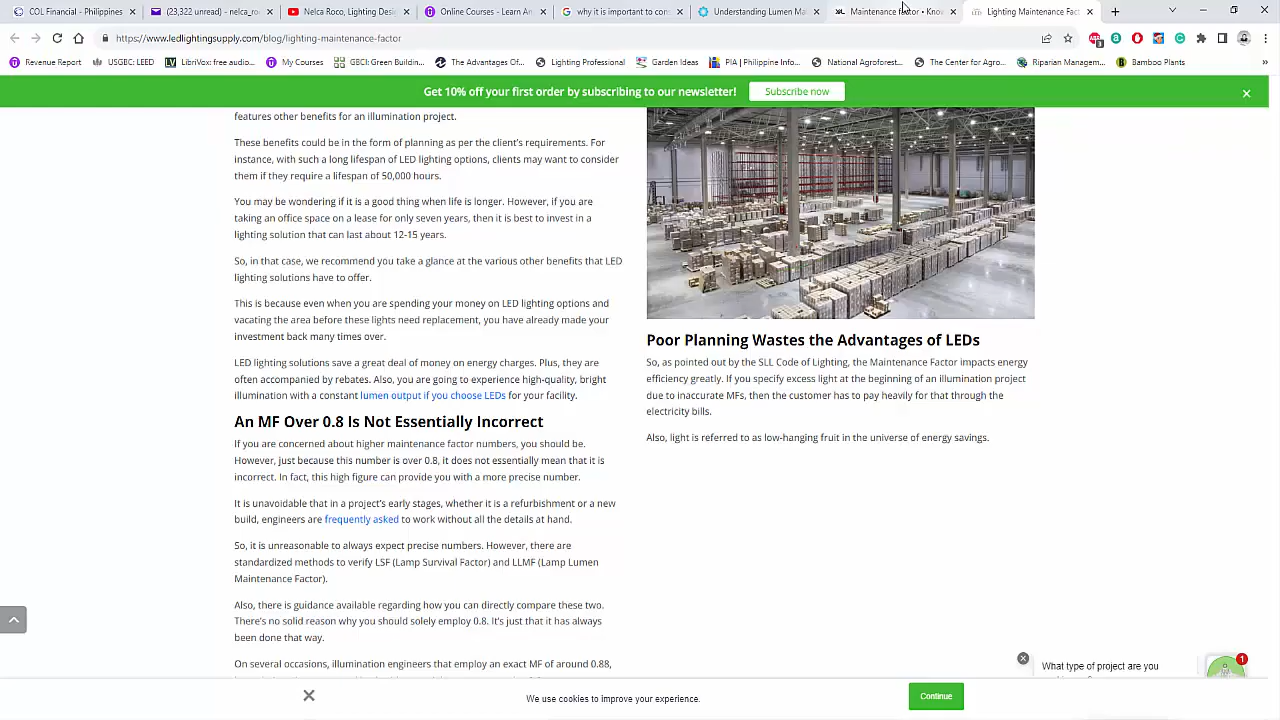 COL Financial - Philippines
(23,322 unread) - nelca_ro
Nelca Roco, Lighting Desi
Online Courses - Learn An
why it is important to con
Understanding Lumen Ma
Maintenance Factor • Kno
Lighting Maintenance Fact
https://www.ledlightingsupply.com/blog/lighting-maintenance-factor
Revenue Report
USGBC: LEED
LibriVox: free audio...
My Courses
GBCI: Green Buildin...
The Advantages Of...
Lighting Professional
Garden Ideas
PIA | Philippine Info...
National Agroforest...
The Center for Agro...
Riparian Managem...
Bamboo Plants
»
Get 10% off your first order by subscribing to our newsletter!
Subscribe now
features other benefits for an illumination project.
These benefits could be in the form of planning as per the client's requirements. For
instance, with such a long lifespan of LED lighting options, clients may want to consider
them if they require a lifespan of 50,000 hours.
You may be wondering if it is a good thing when life is longer. However, if you are
taking an office space on a lease for only seven years, then it is best to invest in a
lighting solution that can last about 12-15 years.
So, in that case, we recommend you take a glance at the various other benefits that LED
lighting solutions have to offer.
This is because even when you are spending your money on LED lighting options and
vacating the area before these lights need replacement, you have already made your
investment back many times over.
LED lighting solutions save a great deal of money on energy charges. Plus, they are
often accompanied by rebates. Also, you are going to experience high-quality, bright
illumination with a constant lumen output if you choose LEDs for your facility.
An MF Over 0.8 Is Not Essentially Incorrect
If you are concerned about higher maintenance factor numbers, you should be.
However, just because this number is over 0.8, it does not essentially mean that it is
incorrect. In fact, this high figure can provide you with a more precise number.
It is unavoidable that in a project's early stages, whether it is a refurbishment or a new
build, engineers are frequently asked to work without all the details at hand.
So, it is unreasonable to always expect precise numbers. However, there are
standardized methods to verify LSF (Lamp Survival Factor) and LLMF (Lamp Lumen
Maintenance Factor).
Also, there is guidance available regarding how you can directly compare these two.
There's no solid reason why you should solely employ 0.8. It's just that it has always
been done that way.
On several occasions, illumination engineers that employ an exact MF of around 0.88,
Poor Planning Wastes the Advantages of LEDs
So, as pointed out by the SLL Code of Lighting, the Maintenance Factor impacts energy
efficiency greatly. If you specify excess light at the beginning of an illumination project
due to inaccurate MFs, then the customer has to pay heavily for that through the
electricity bills.
Also, light is referred to as low-hanging fruit in the universe of energy savings.
What type of project are you
1
We use cookies to improve your experience.
Continue